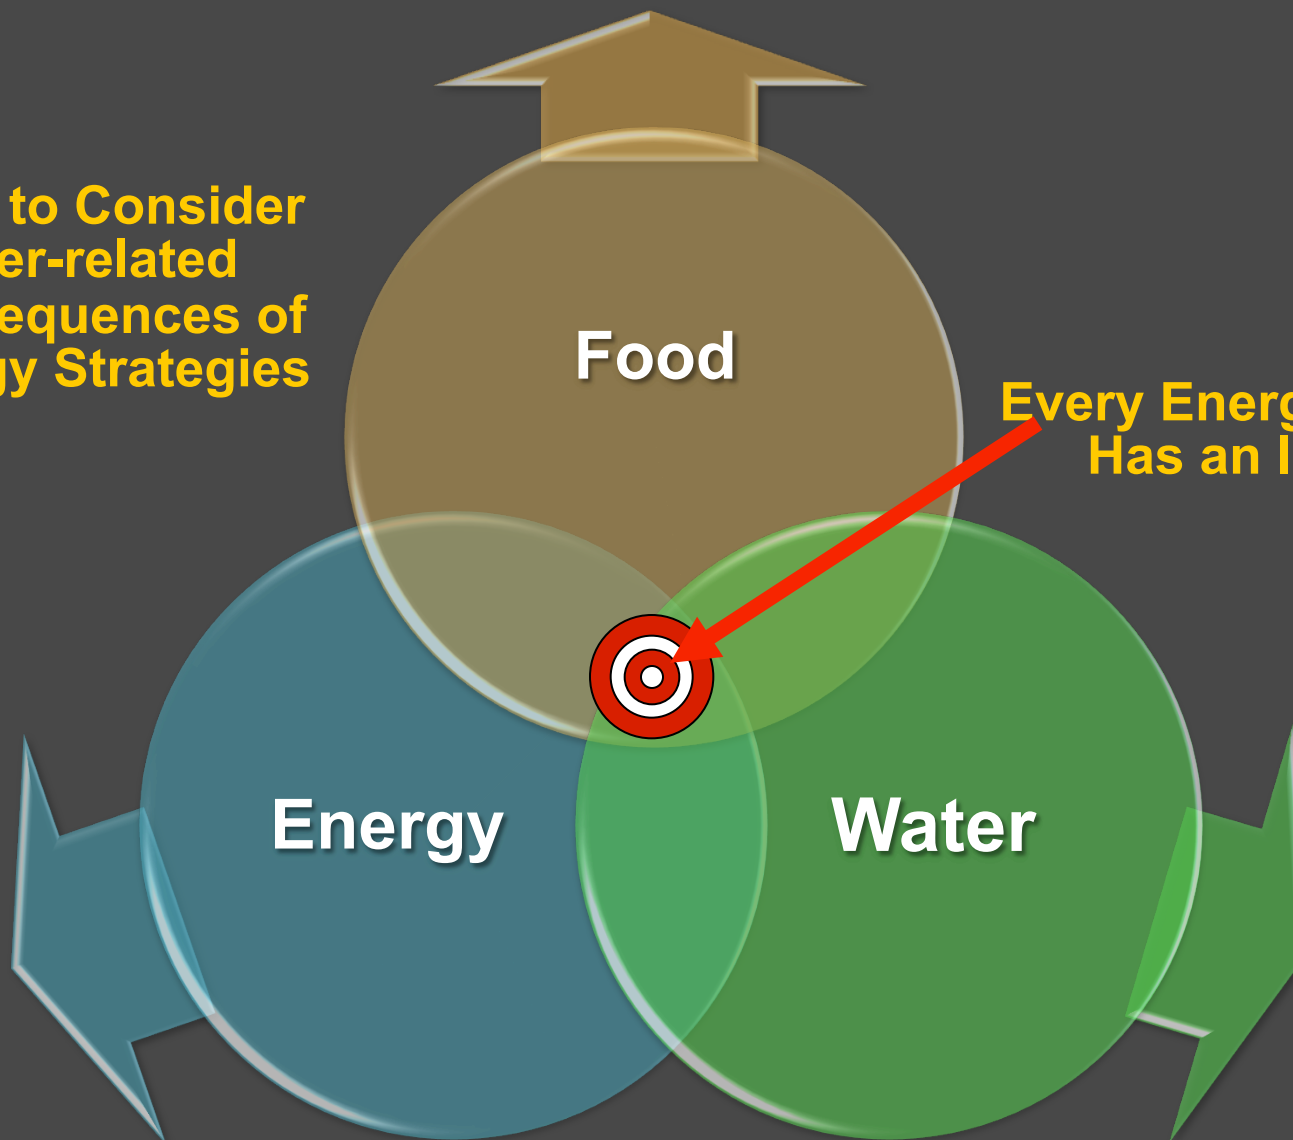 to Consider
er-related
equences of
gy Strategies
Food
Every Energ
Has an I
Energy
Water